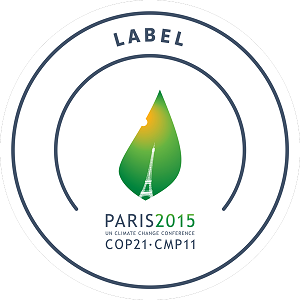 LABEL
PARIS2015
UN CLIMATE CHANGE CONFERENCE
COP21·CMP11